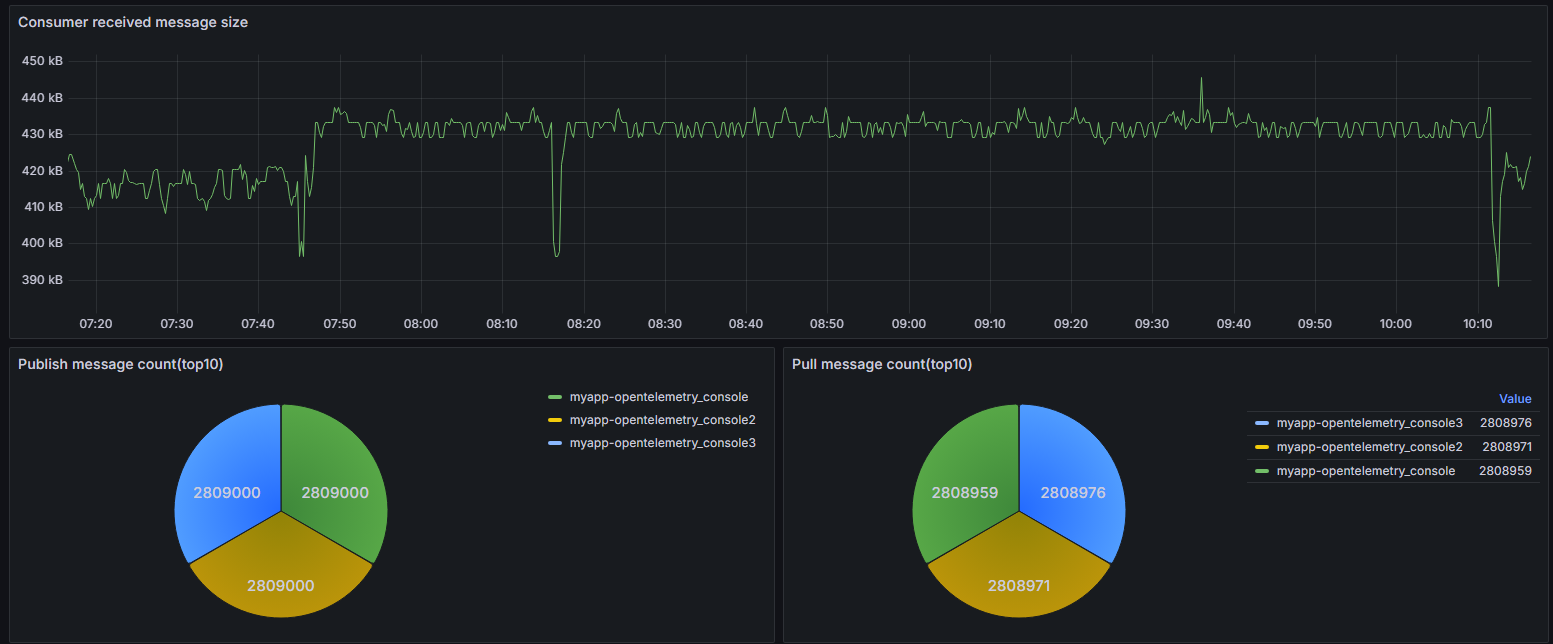 Consumer received message size
450 kB
440 kB
430 kB
420 kB
410 kB
400 kB
390 kB
07:20 07:30 07:40 07:50 08:00 08:10 08:20 08:30 08:40 08:50 09:00 09:10 09:20 09:30 09:40 09:50 10:00 10:10
Publish message count(top10)
2809000 2809000
2809000
myapp-opentelemetry_console
myapp-opentelemetry_console2
myapp-opentelemetry_console3
Pull message count(top10)
2808959 2808976
2808971
Value
myapp-opentelemetry_console3 2808976
myapp-opentelemetry_console2 2808971
myapp-opentelemetry_console 2808959